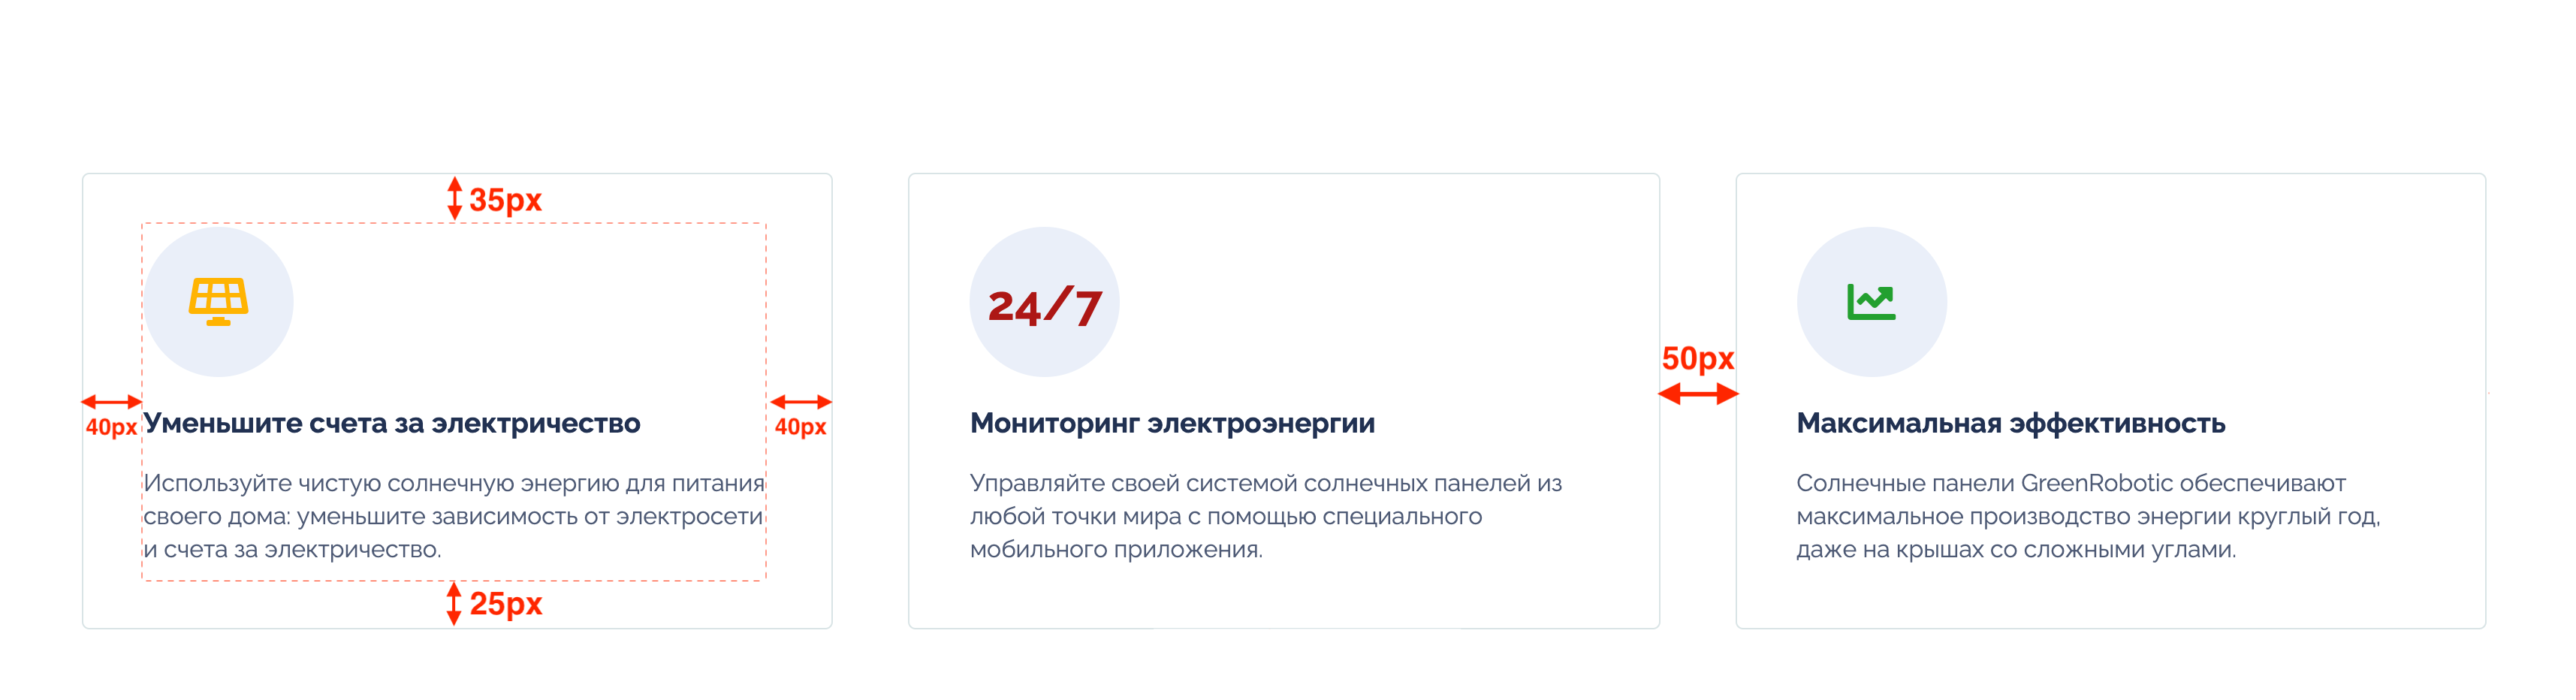 35px
40px
Уменьшите счета за электричество
40px
Используйте чистую солнечную энергию для питания
своего дома: уменьшите зависимость от электросети
и счета за электричество.
25px
24/7
Мониторинг электроэнергии
Управляйте своей системой солнечных панелей из
любой точки мира с помощью специального
мобильного приложения.
50px
Максимальная эффективность
Солнечные панели GreenRobotic обеспечивают
максимальное производство энергии круглый год,
даже на крышах со сложными углами.